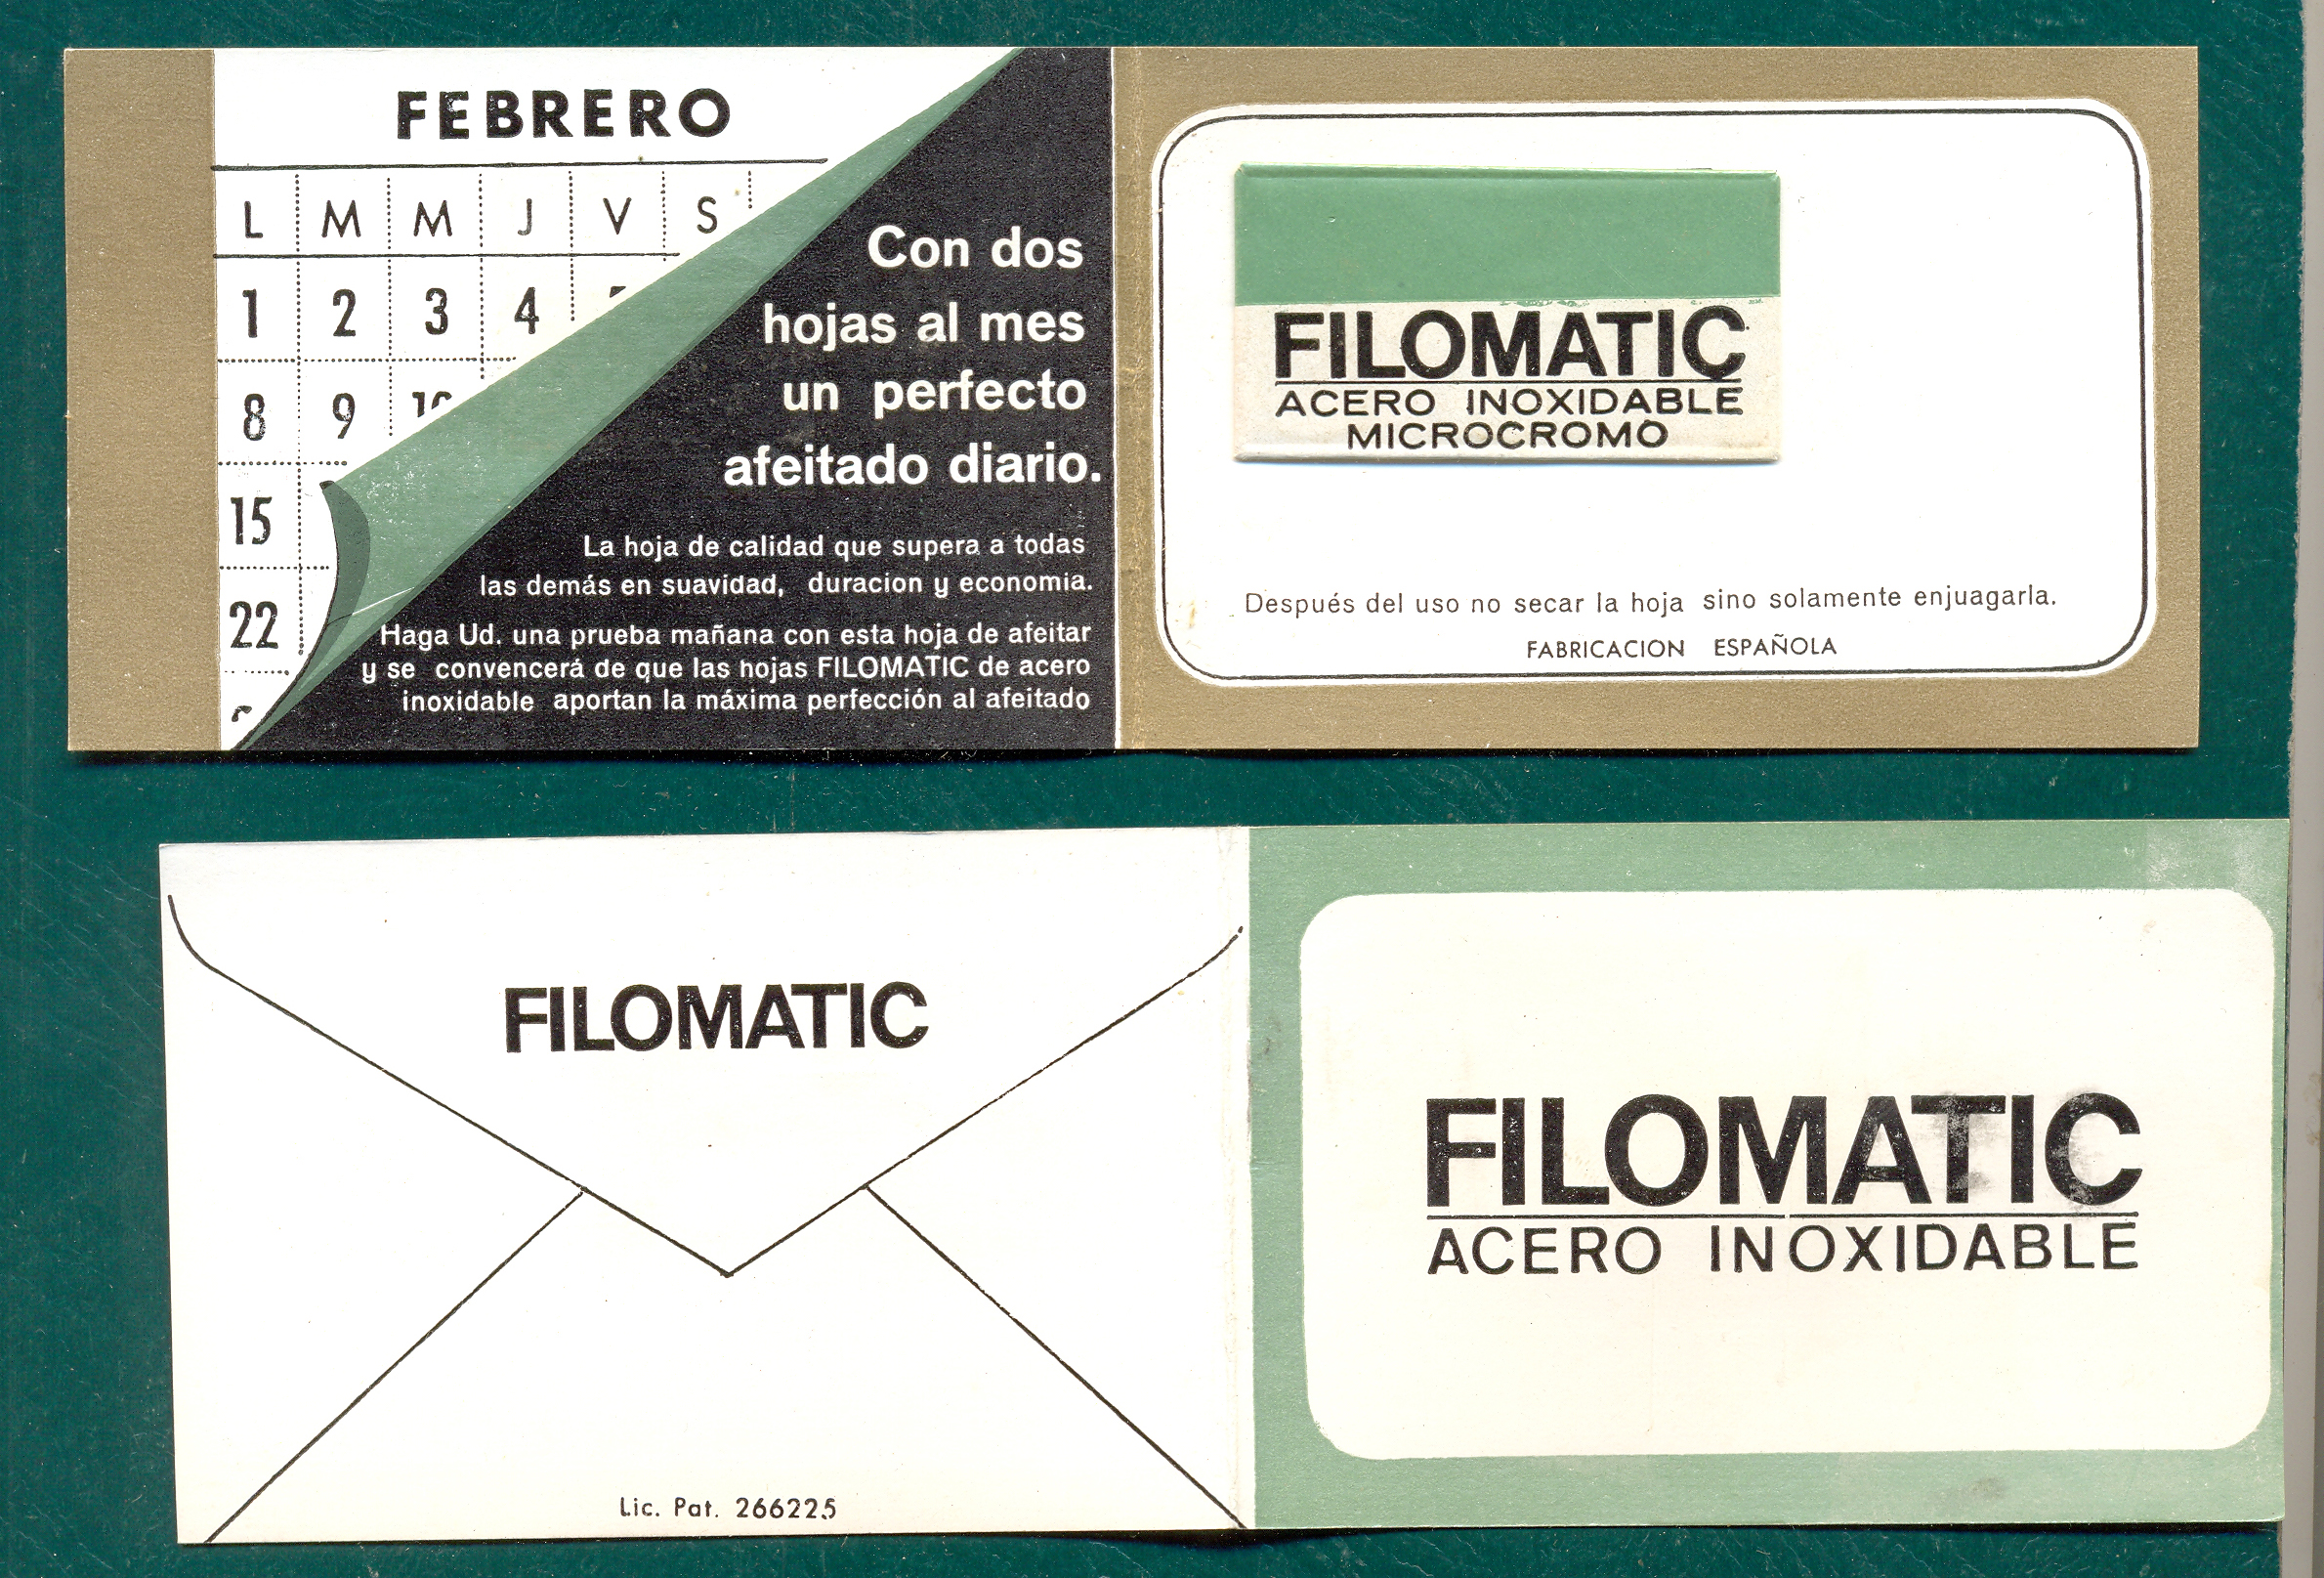 FEBRERO
L M M J V S
1 2 3 4
8 9
15
22
Con dos
hojas al mes
un perfecto
afeitado diario.
La hoja de calidad que supera a todas
las demás en suavidad, duracion y economia.
Haga Ud. una prueba mañana con esta hoja de afeitar
y se convencerá de que las hojas FILOMATIC de acero
inoxidable aportan la máxima perfección al afeitado
FILOMATIC
ACERO INOXIDABLE
MICROCROMO
Después del uso no secar la hoja sino solamente enjuagarla.
FABRICACION ESPAÑOLA
FILOMATIC
Lic. Pat. 266225
FILOMATIC
ACERO INOXIDABLE